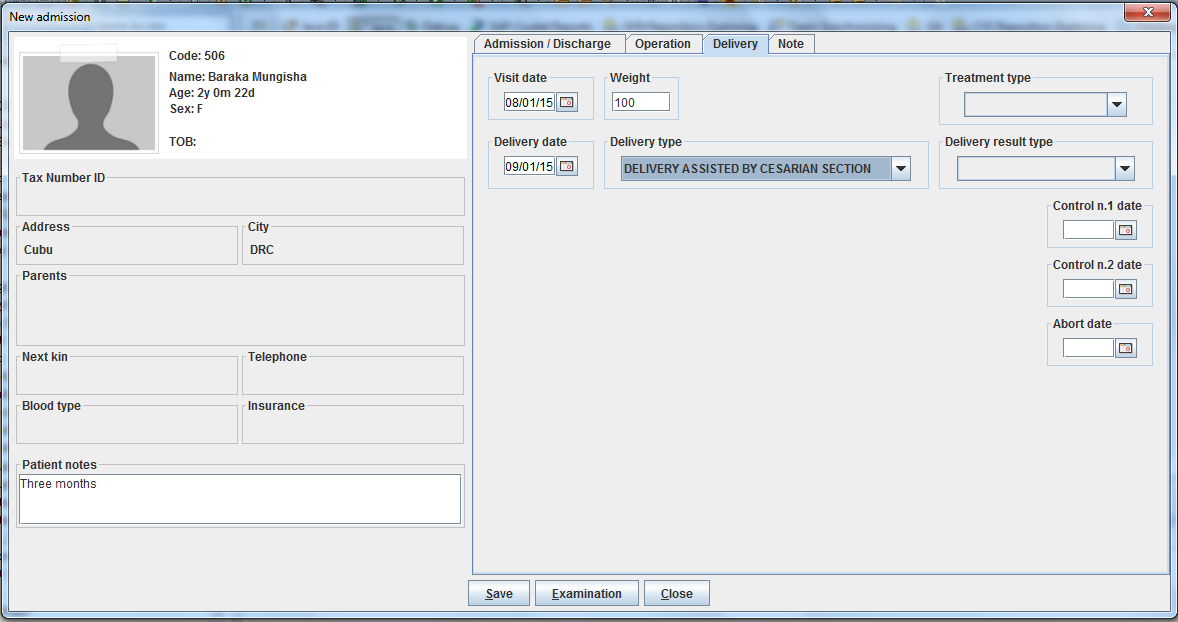 New admission
Code: 506
Name: Baraka Mungisha
Age: 2y 0m 22d
Sex: F
TOB:
Tax Number ID
Address
Cubu
City
DRC
Parents
Next kin
Telephone
Blood type
Insurance
Patient notes
Three months
Admission / Discharge
Operation
Delivery
Note
Visit date
08/01/15
Weight
100
Treatment type
Delivery date
09/01/15
Delivery type
DELIVERY ASSISTED BY CESARIAN SECTION
Delivery result type
Control n.1 date
Control n.2 date
Abort date
Save
Examination
Close